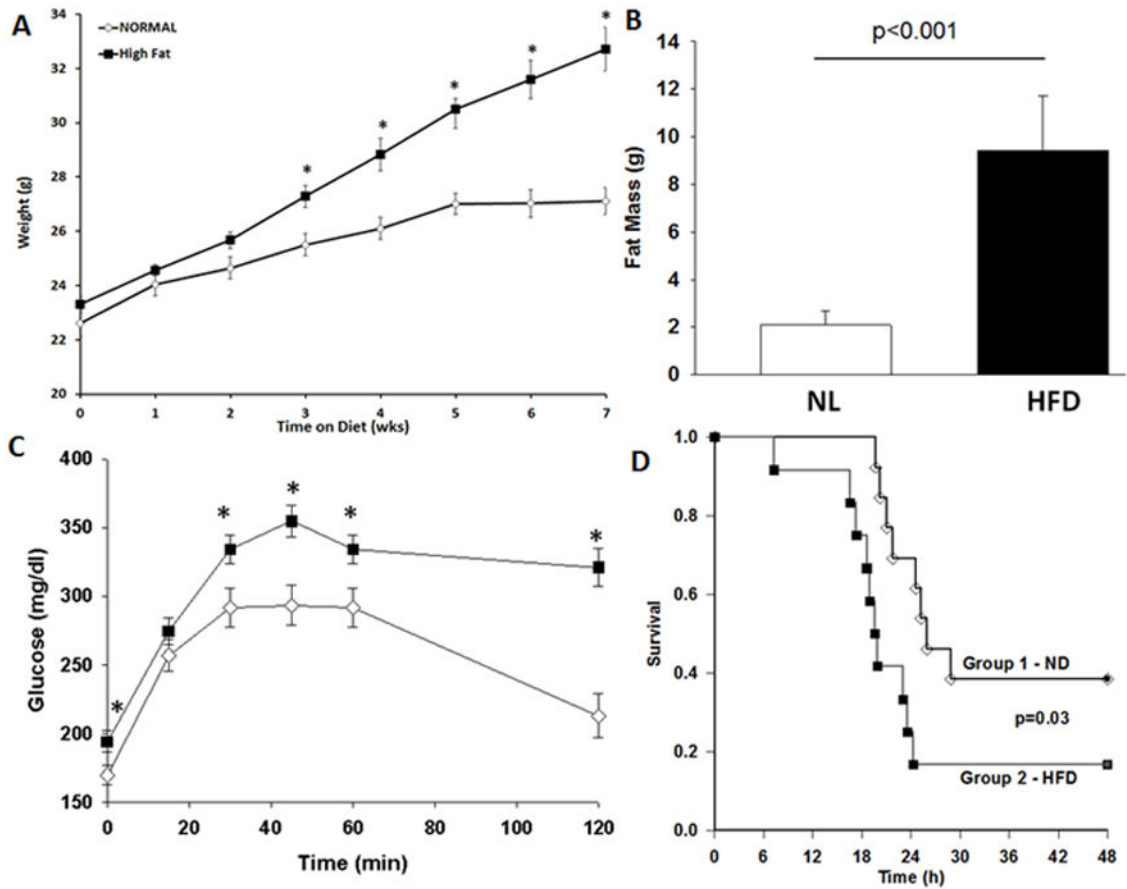 A
NORMAL
High Fat
34
32
30
28
26
24
22
20
Weight (g)
* * * * *
0 1 2 3 4 5 6 7
Time on Diet (wks)
B
p<0.001
14
12
10
8
6
4
2
0
Fat Mass (g)
NL HFD
C
400
350
300
250
200
150
Glucose (mg/dl)
* * * * *
0 20 40 60 80 100 120
Time (min)
D
1.0
0.8
0.6
0.4
0.2
0.0
Survival
Group 1 - ND
p=0.03
Group 2 - HFD
0 6 12 18 24 30 36 42 48
Time (h)